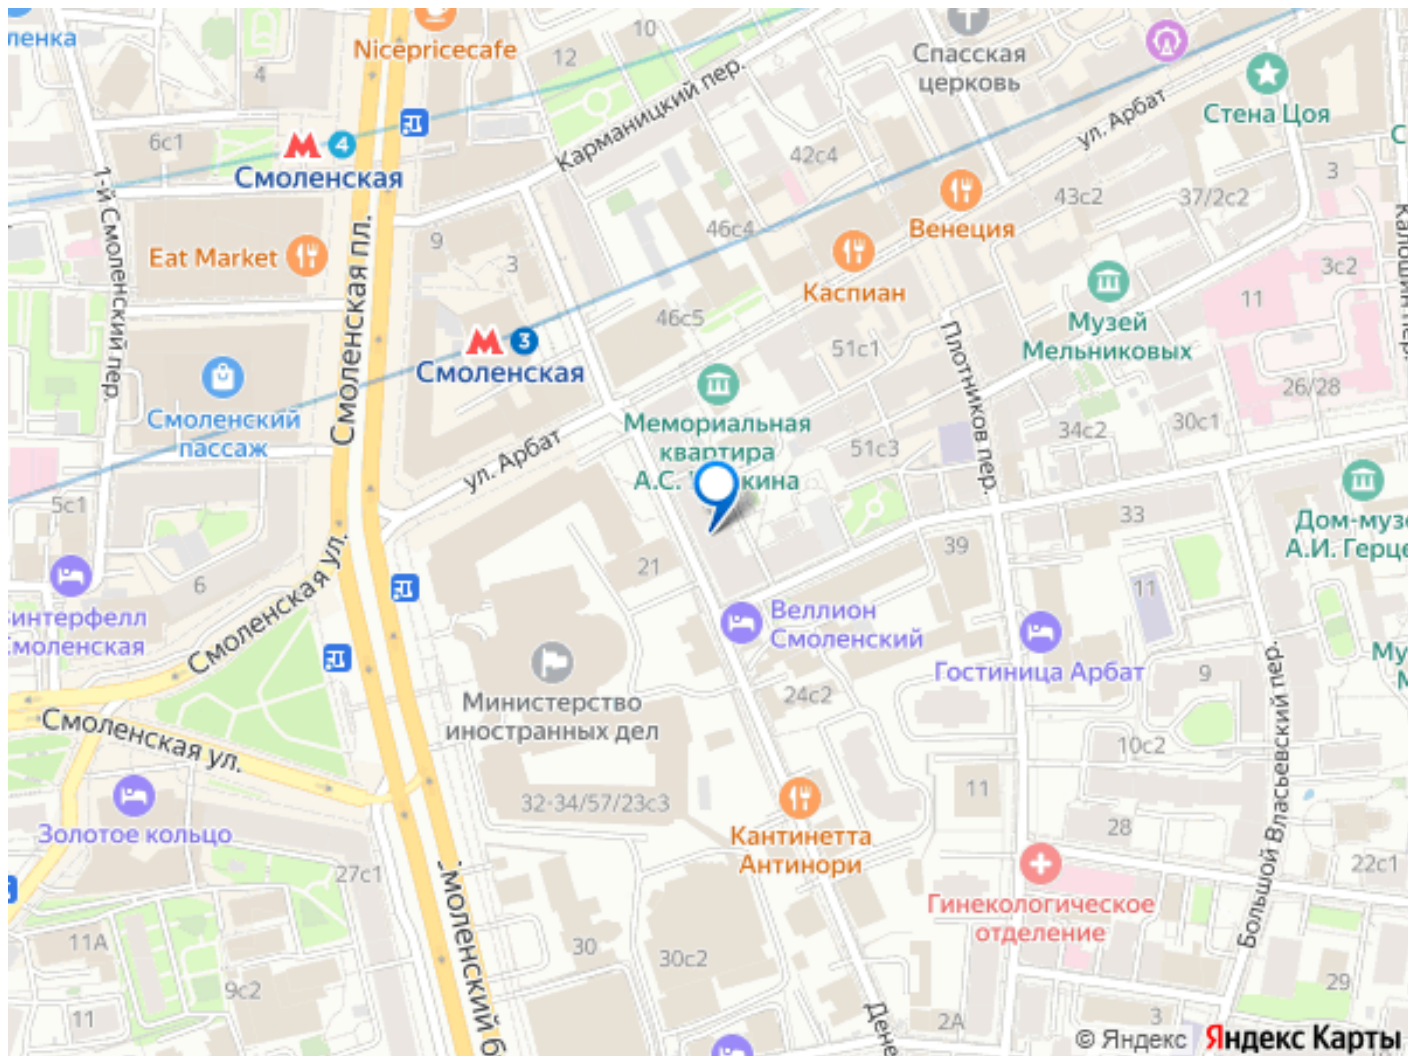 ленка
Nicepricecafe
4
12
10
Спасская
церковь
Стена Цоя
ул. Арбат
Карманицкий пер.
6с1
4
Смоленская
1-й Смоленский пер.
42с4
3
43с2
37/2с2
46с4
Венеция
Калошин пер.
9
3
Eat Market
Смоленская пл.
3с2
11
Каспиан
46с5
Музей
Мельниковых
3
Смоленская
51с1
Плотников пер.
26/28
Смоленский
пассаж
Мемориальная
квартира
30с1
34с2
51с3
ул. Арбат
5с1
33
Дом-муз
А.И. Герце
39
21
6
11
Смоленская ул.
Веллион
Смоленский
Гостиница Арбат
9
Министерство
иностранных дел
24с2
Смоленская ул.
10с2
Большой Власьевский пер.
11
32-34/57/23с3
Золотое кольцо
Кантинетта
Антинори
28
22с1
27с1
Гинекологическое
отделение
11А
30
30с2
9с2
29
11
2А
3
© Яндекс Яндекс Карты